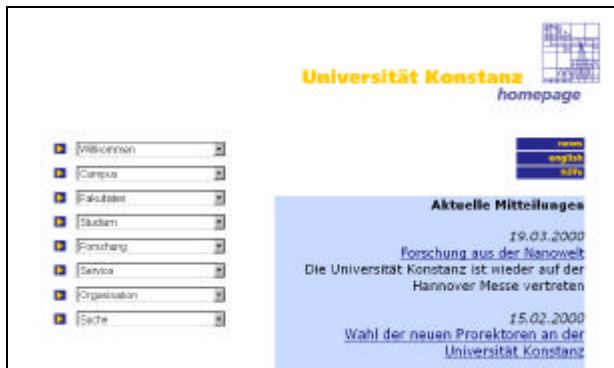 Universität Konstanz
homepage
Willkommen
Campus
Fakultäten
Studium
Forschung
Service
Organisation
Suche
news
english
hilfe
Aktuelle Mitteilungen
19.03.2000
Forschung aus der Nanowelt
Die Universität Konstanz ist wieder auf der
Hannover Messe vertreten
15.02.2000
Wahl der neuen Prorektoren an der
Universität Konstanz